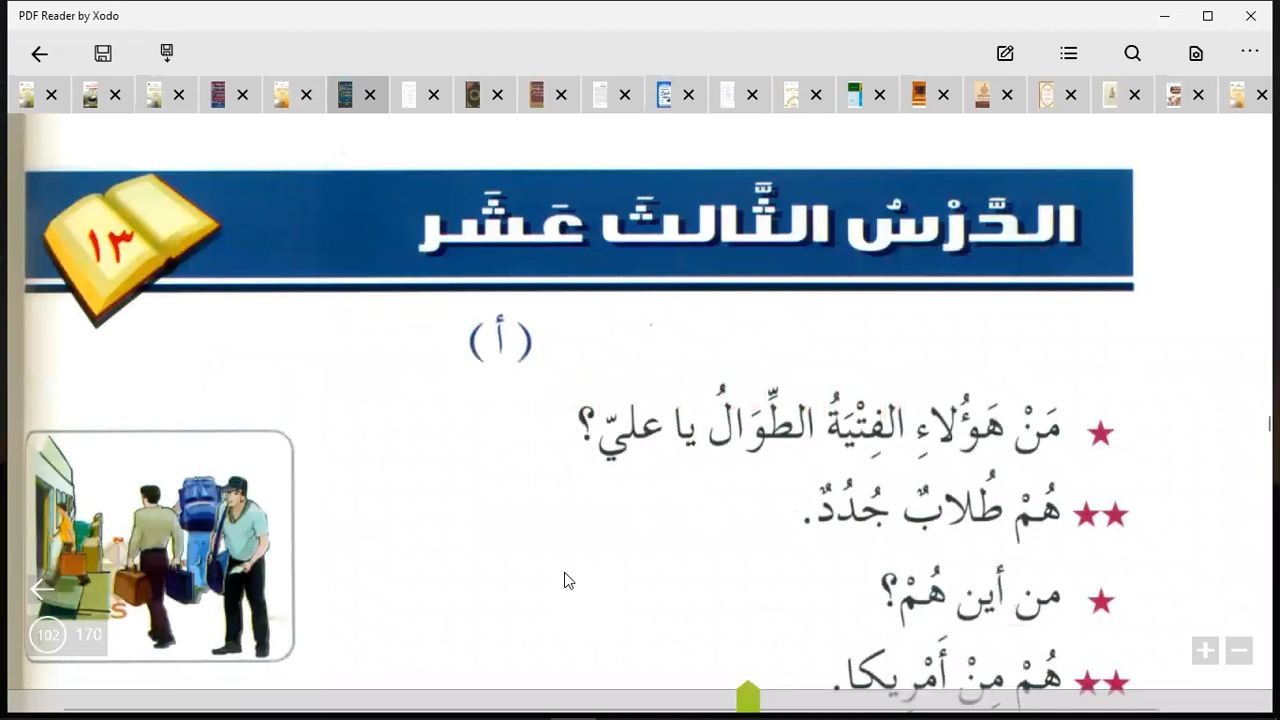 PDF Reader by Xodo
الدَّرْسُ الثَّالثَ عَشَر
١٣
(أ)
★ مَنْ هَؤُلاءِ الفِتْيَةُ الطِّوَالُ يا عليّ؟
★★ هُمْ طُلابٌ جُدُدٌ.
★ من أين هُمْ؟
★★ هُمْ مِنْ أَمْرِيكا.
S
102 170